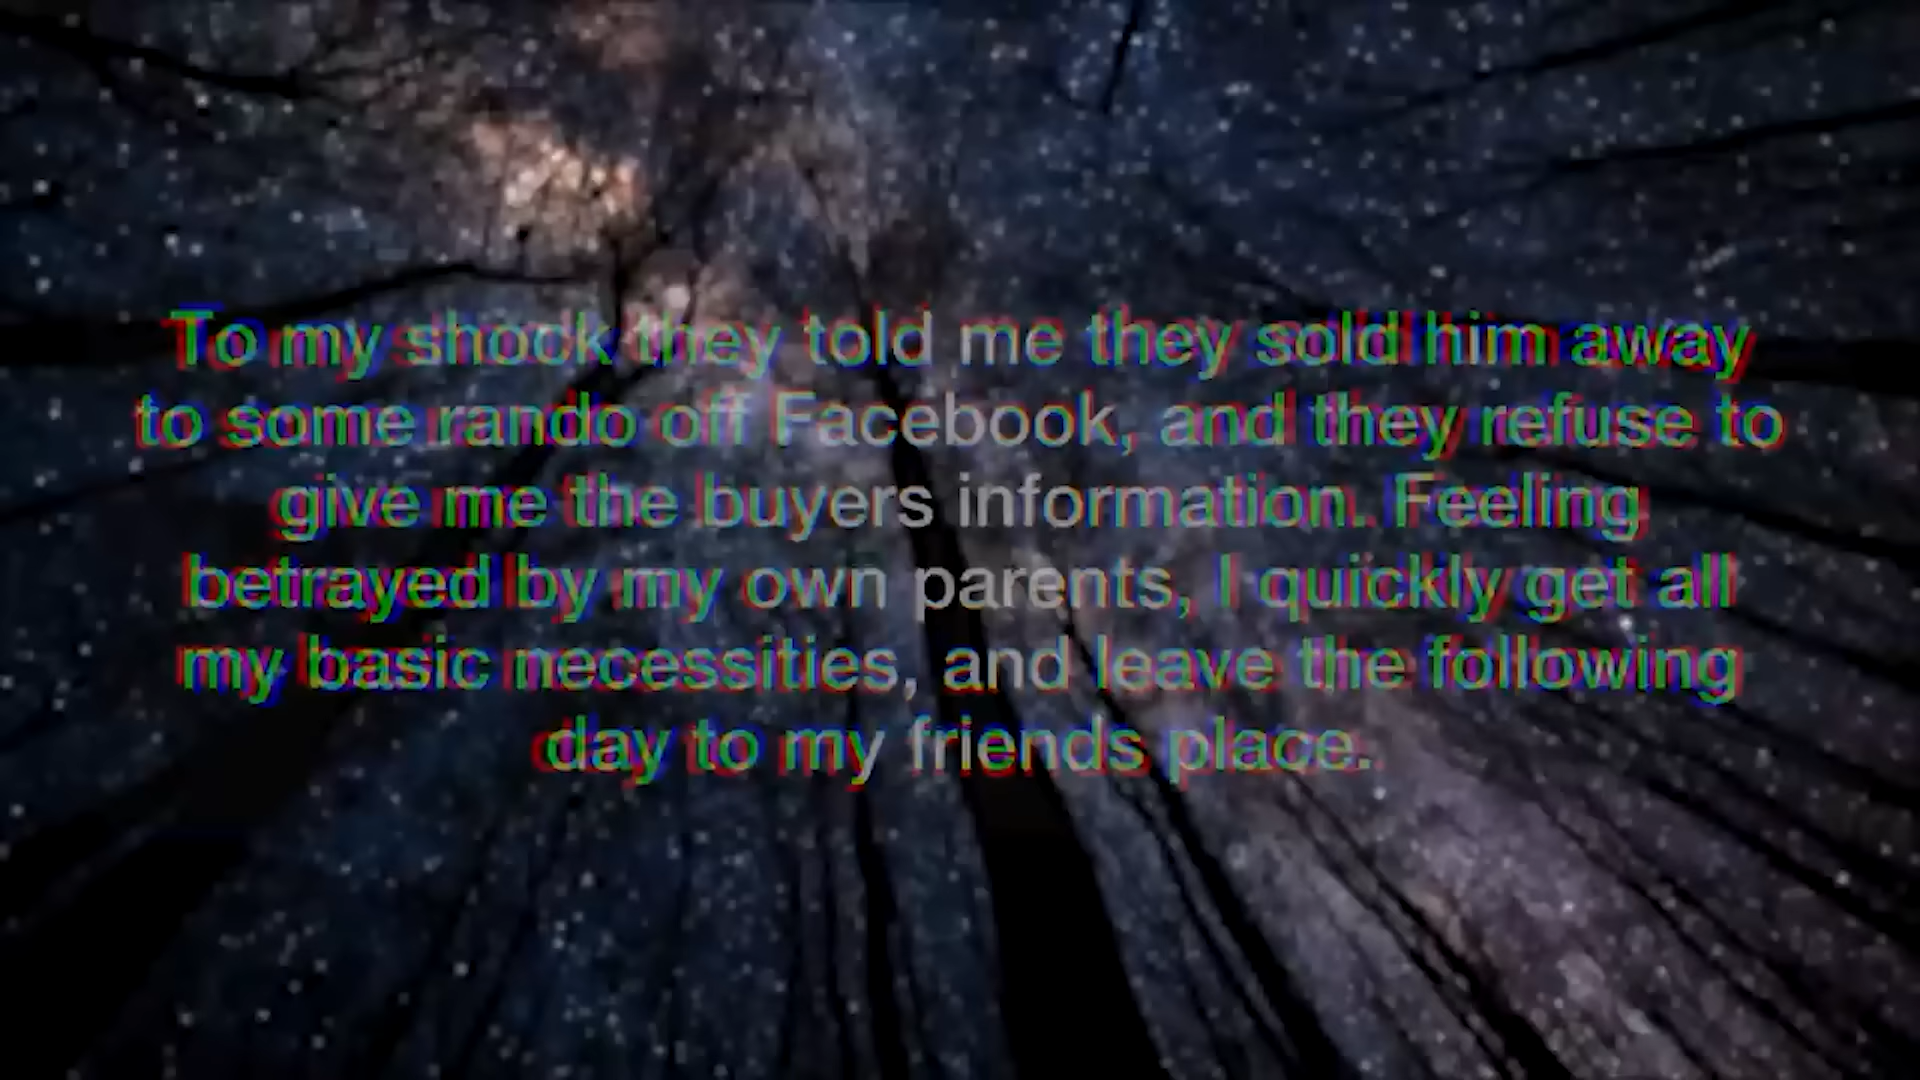 To my shock they told me they sold him away
to some rando off Facebook, and they refuse to
give me the buyers information. Feeling
betrayed by my own parents, I quickly get all
my basic necessities, and leave the following
day to my friends place.